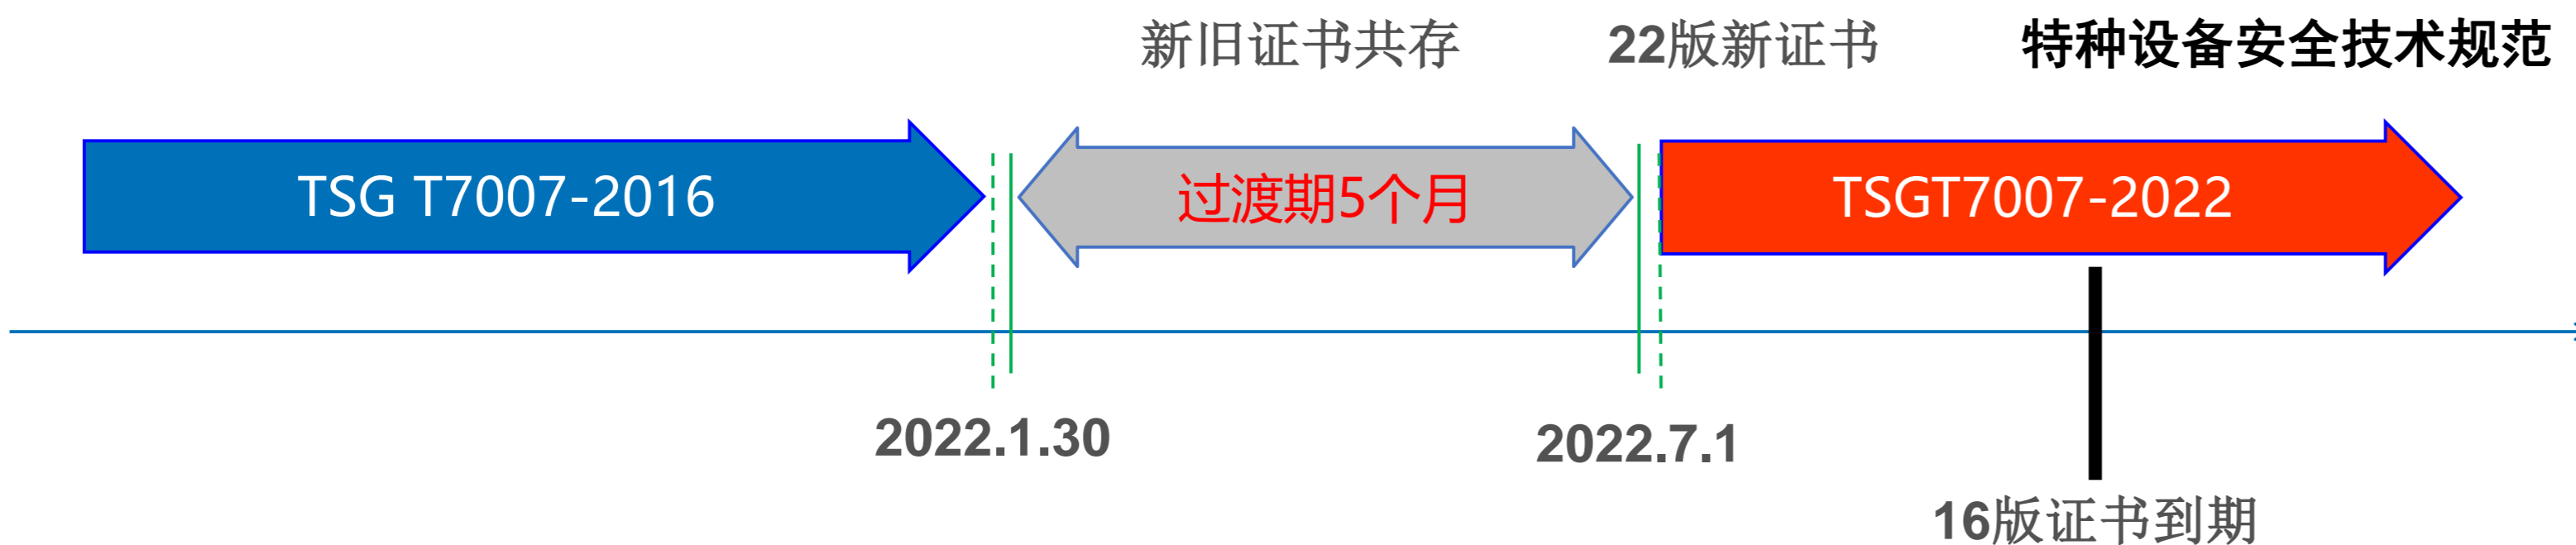 新旧证书共存
22版新证书
特种设备安全技术规范
TSG T7007-2016
过渡期5个月
TSGT7007-2022
2022.1.30
2022.7.1
16版证书到期